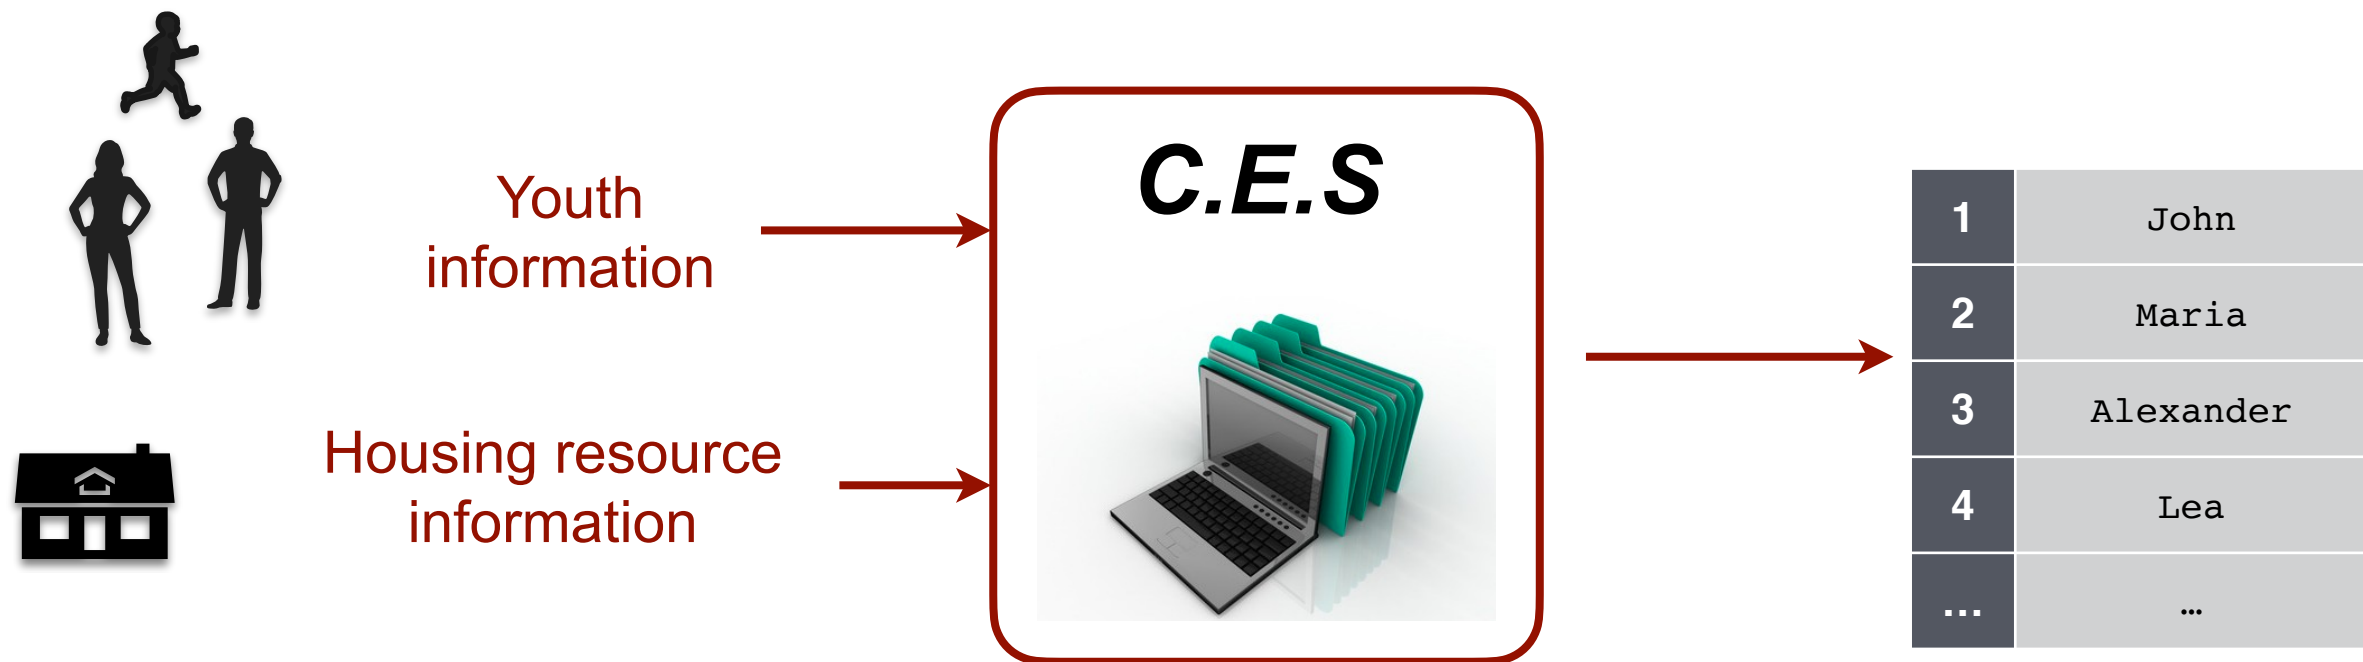 Youth
information
Housing resource
information
C.E.S
1 John
2 Maria
3 Alexander
4 Lea
... ...